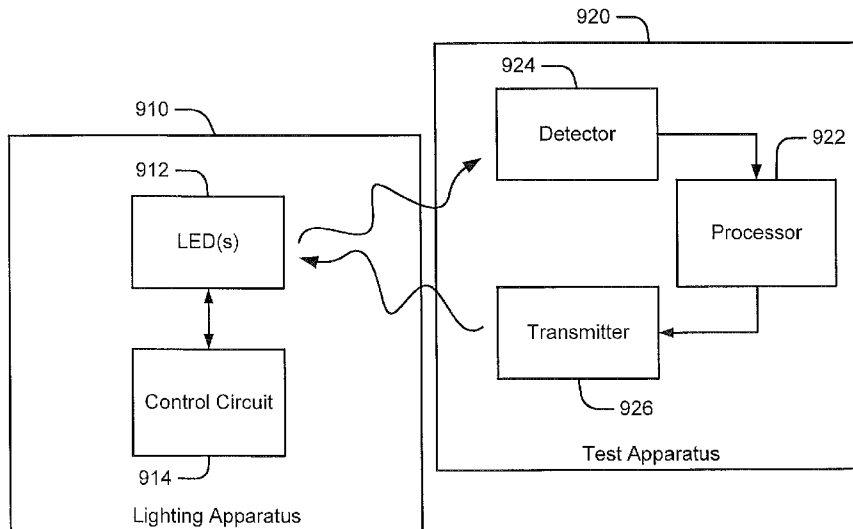 920
924
910
Detector
922
912
LED(s)
Processor
Transmitter
Control Circuit
926
914
Test Apparatus
Lighting Apparatus